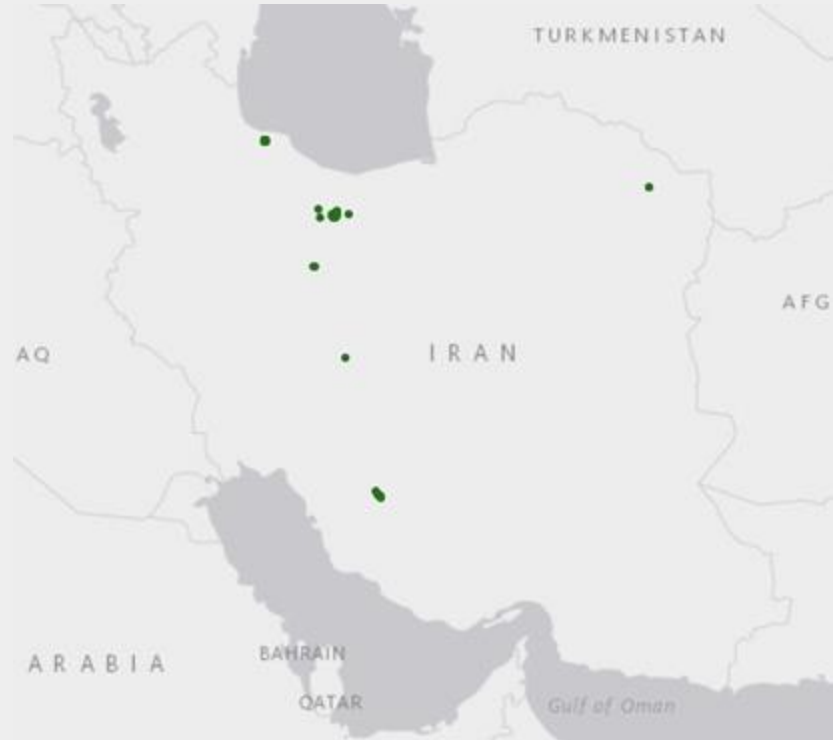 TURKMENISTAN
AFG
AQ
IRAN
BAHRAIN
ARABIA
QATAR
Gulf of Oman